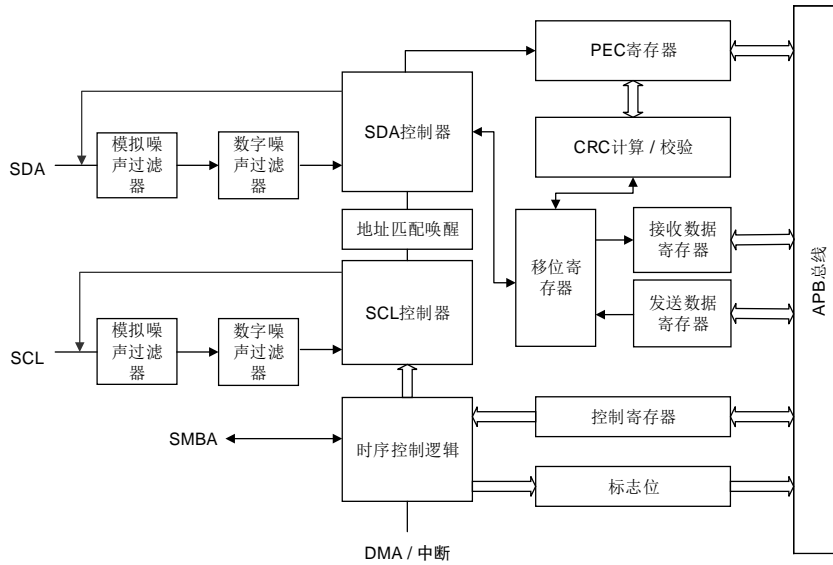 PEC寄存器
SDA控制器
CRC计算 / 校验
SDA
模拟噪
声过滤
器
数字噪
声过滤
器
地址匹配唤醒
移位寄
存器
接收数据
寄存器
发送数据
寄存器
APB总线
SCL控制器
SCL
模拟噪
声过滤
器
数字噪
声过滤
器
SMBA
时序控制逻辑
控制寄存器
标志位
DMA / 中断